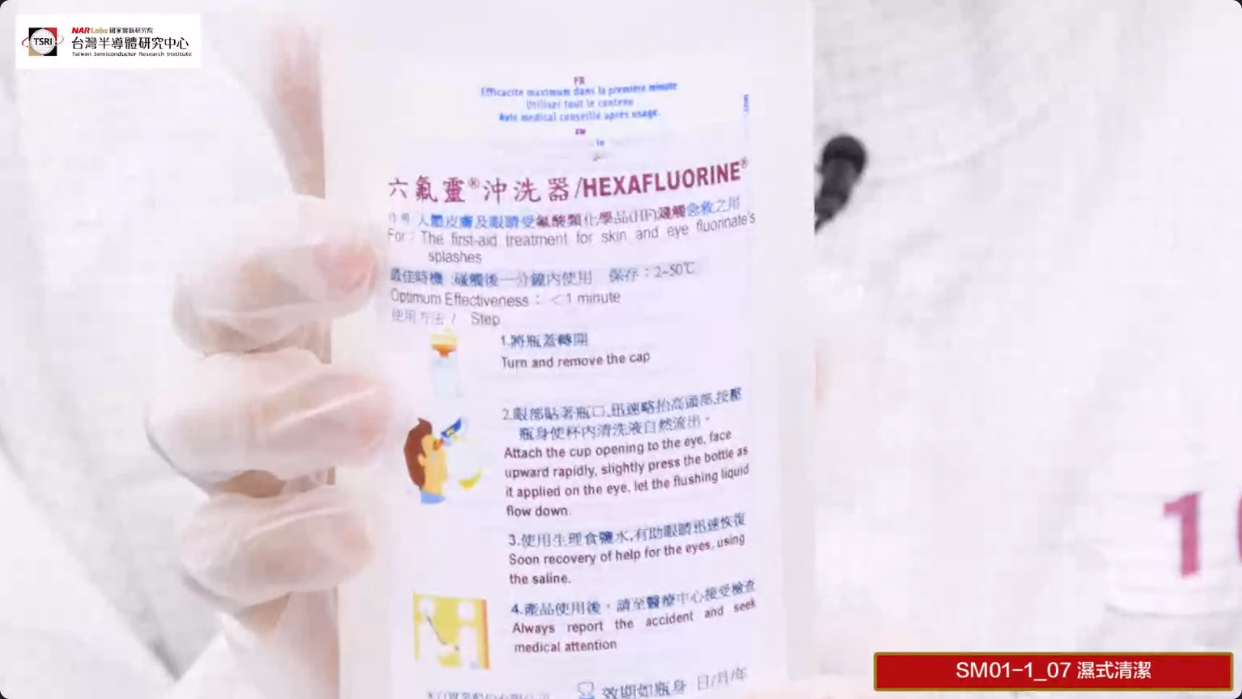 TSRI
NARLabs 國家實驗研究院
台灣半導體研究中心
Taiwan Semiconductor Research Institute
FR
Efficacité maximum dans la première minute
Utilisez tout le contenu
Avis médical conseillé après usage.
六氟靈®沖洗器/HEXAFLUORINE®
作用 人體皮膚及眼睛受氟酸類化學品(HF)碰觸急救之用
For : The first-aid treatment for skin and eye fluorinate's
splashes
最佳時機 :碰觸後一分鐘內使用 保存:2~50℃
Optimum Effectiveness : <1 minute
使用方法 / Step
1.將瓶蓋轉開
Turn and remove the cap
2.眼部貼著瓶口,迅速略抬高頭部,按壓
瓶身使杯內清洗液自然流出。
Attach the cup opening to the eye, face
upward rapidly, slightly press the bottle as
it applied on the eye, let the flushing liquid
flow down.
3.使用生理食鹽水,有助眼睛迅速恢復
Soon recovery of help for the eyes, using
the saline.
4.產品使用後。請至醫療中心接受檢查
Always report the accident and seek
medical attention
效期如瓶身 日/月/年
1
SM01-1_07 濕式清潔